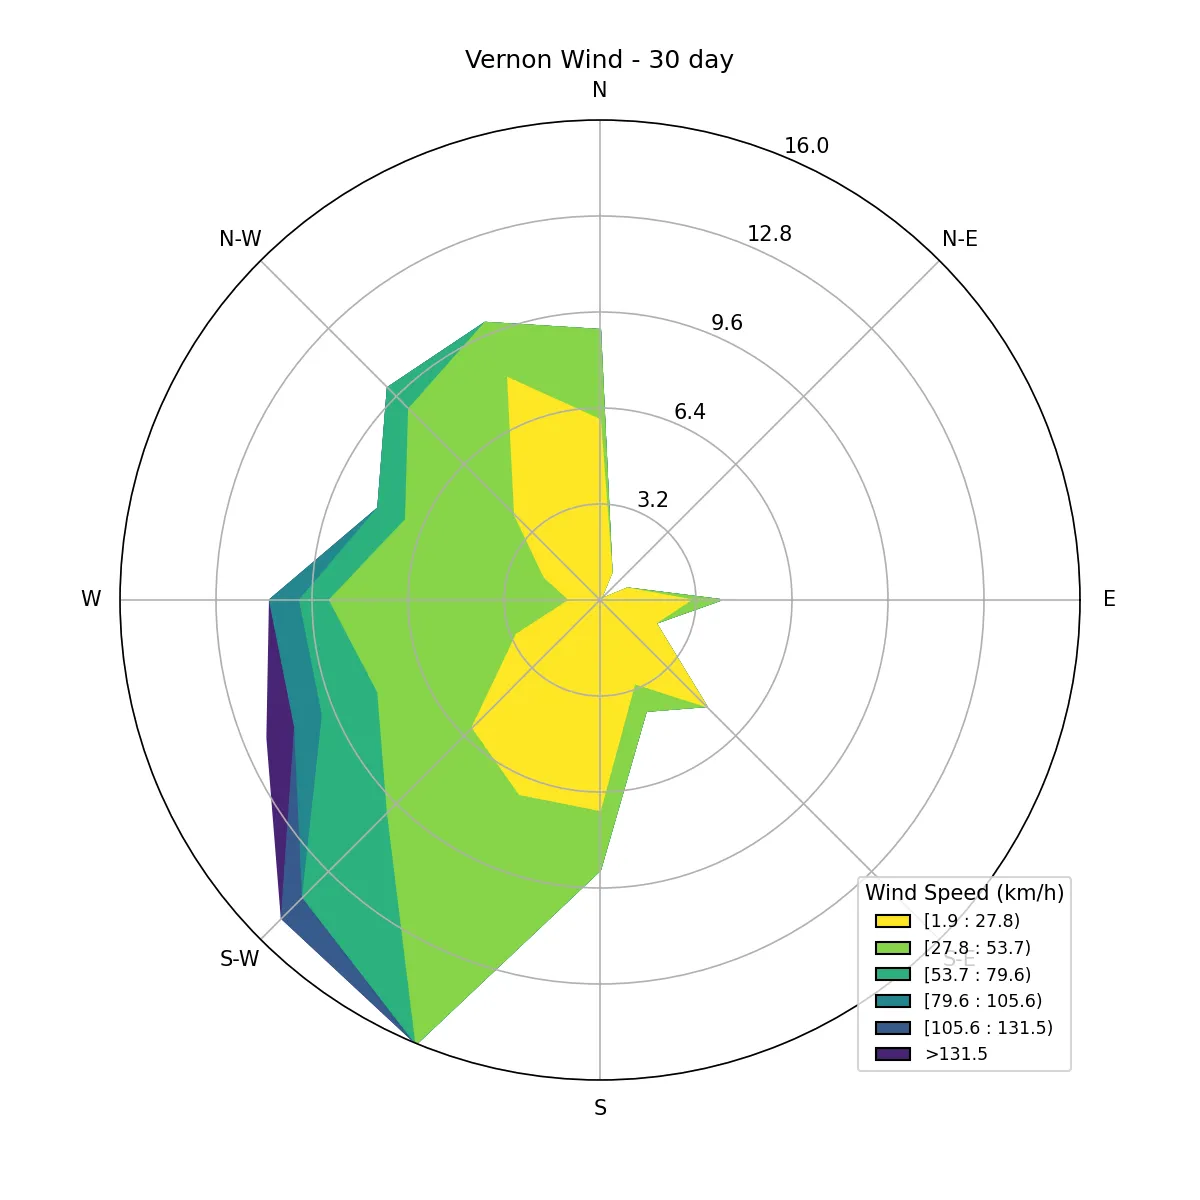 Vernon Wind - 30 day
N
16.0
12.8
N-W
N-E
9.6
6.4
3.2
W
E
Wind Speed (km/h)
[1.9 : 27.8)
[27.8 : 53.7)
S-W
S-E
[53.7 : 79.6)
[79.6 : 105.6)
[105.6 : 131.5)
>131.5
S